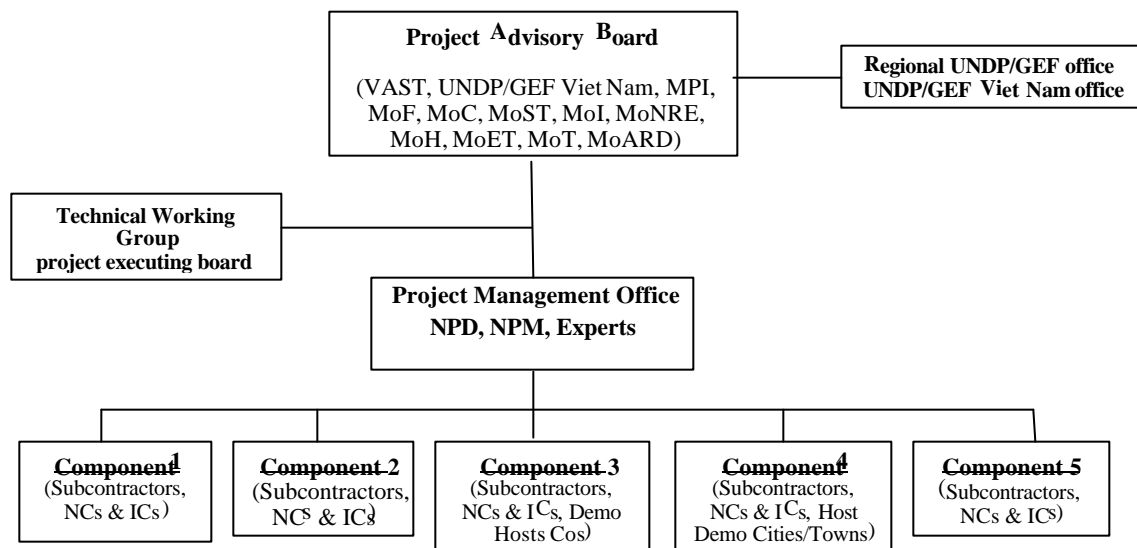 Project Advisory Board
(VAST, UNDP/GEF Viet Nam, MPI,
MoF, MoC, MoST, MoI, MoNRE,
MoH, MoET, MoT, MoARD)
Regional UNDP/GEF office
UNDP/GEF Viet Nam office
Technical Working
Group
project executing board
Project Management Office
NPD, NPM, Experts
Component 1
(Subcontractors,
NCs & ICs)
Component 2
(Subcontractors,
NCs & ICs)
Component 3
(Subcontractors,
NCs & ICs, Demo
Hosts Cos)
Component 4
(Subcontractors,
NCs & ICs, Host
Demo Cities/Towns)
Component 5
(Subcontractors,
NCs & ICs)